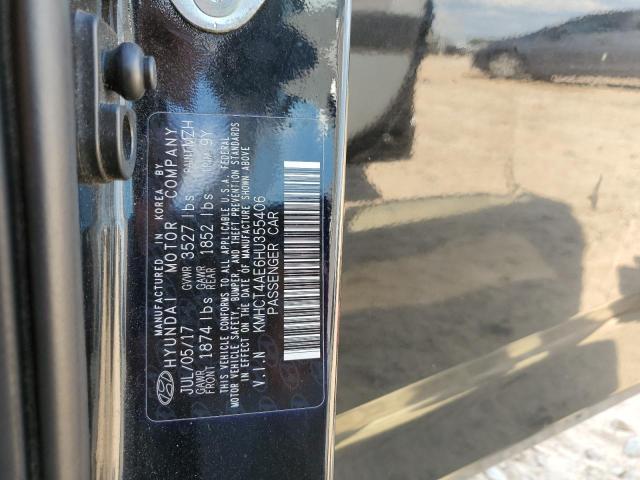 MANUFACTURED IN KOREA BY
HYUNDAI MOTOR COMPANY
JUL/05/17 GVWR 3527 lbs
GAWR FRONT 1874 lbs GAWR REAR 1852 lbs 9Y
THIS VEHICLE CONFORMS TO ALL APPLICABLE U.S.A. FEDERAL
MOTOR VEHICLE SAFETY, BUMPER, AND THEFT PREVENTION STANDARDS
IN EFFECT ON THE DATE OF MANUFACTURE SHOWN ABOVE
V.I.N KMHCT4AE6HU355406
PASSENGER CAR